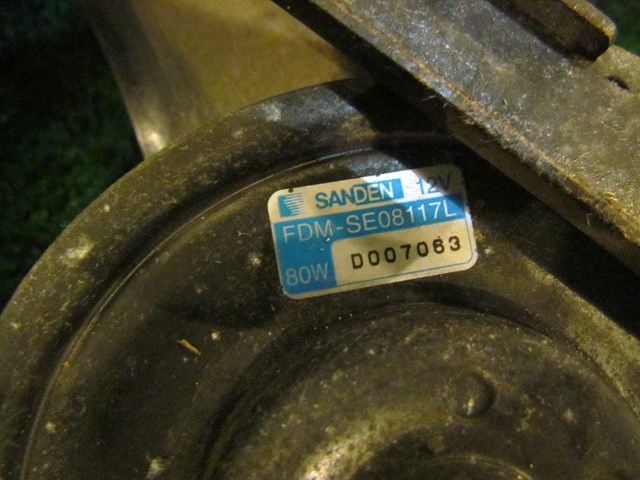 SANDEN 12V
FDM-SE08117L
80W D007063